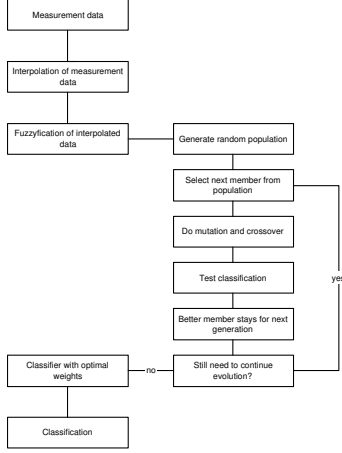 Measurement data
Interpolation of measurement
data
Fuzzyfication of interpolated
data
Generate random population
Select next member from
population
Do mutation and crossover
Test classification
yes
Better member stays for next
generation
Still need to continue
evolution?
no
Classifier with optimal
weights
Classification